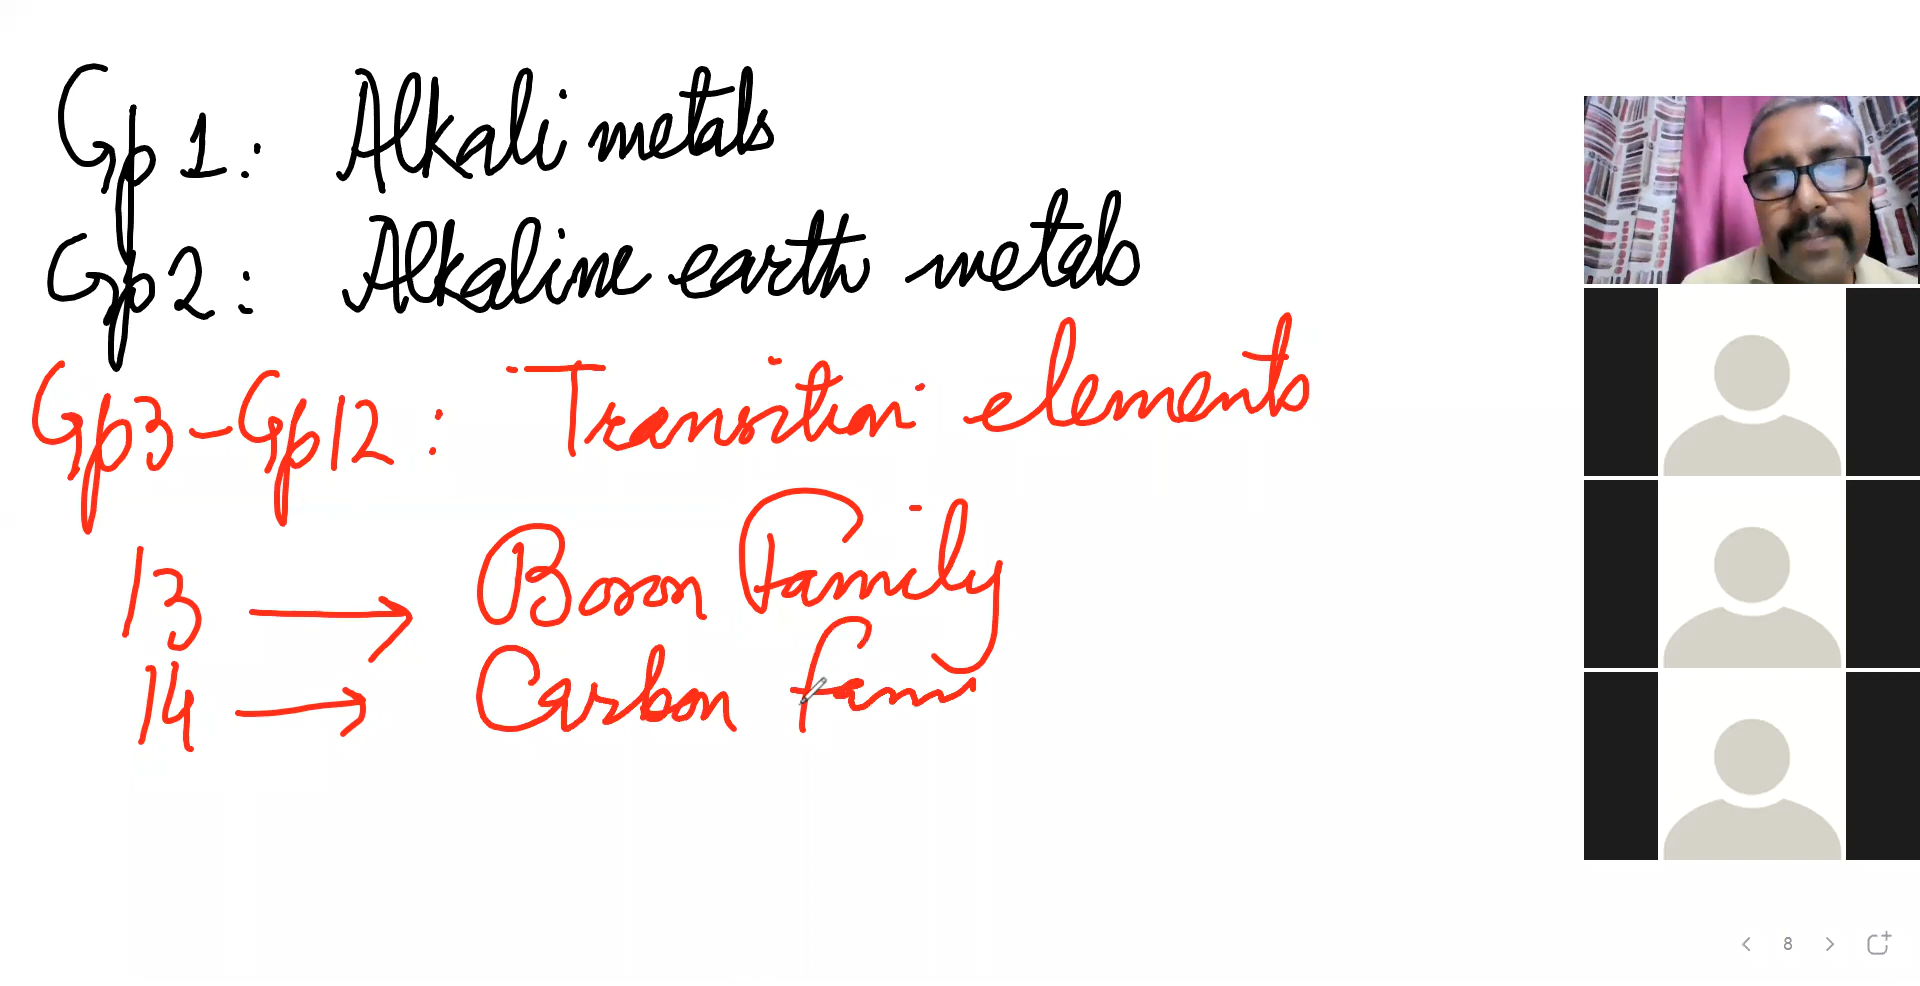 Gp 1: Alkali metals
Gp 2: Alkaline earth metals
Gp3-Gp12: Transition elements
13 → Boron Family
14 → Carbon fami
8